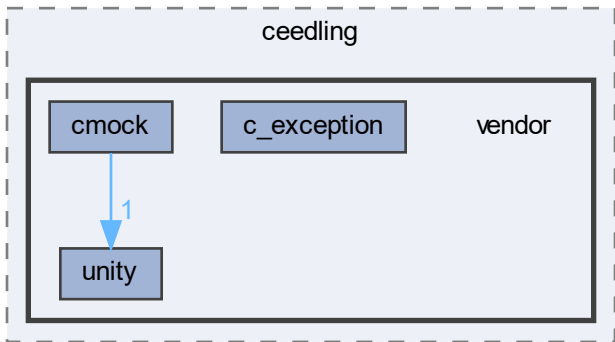 ceedling
cmock
c_exception
vendor
1
unity